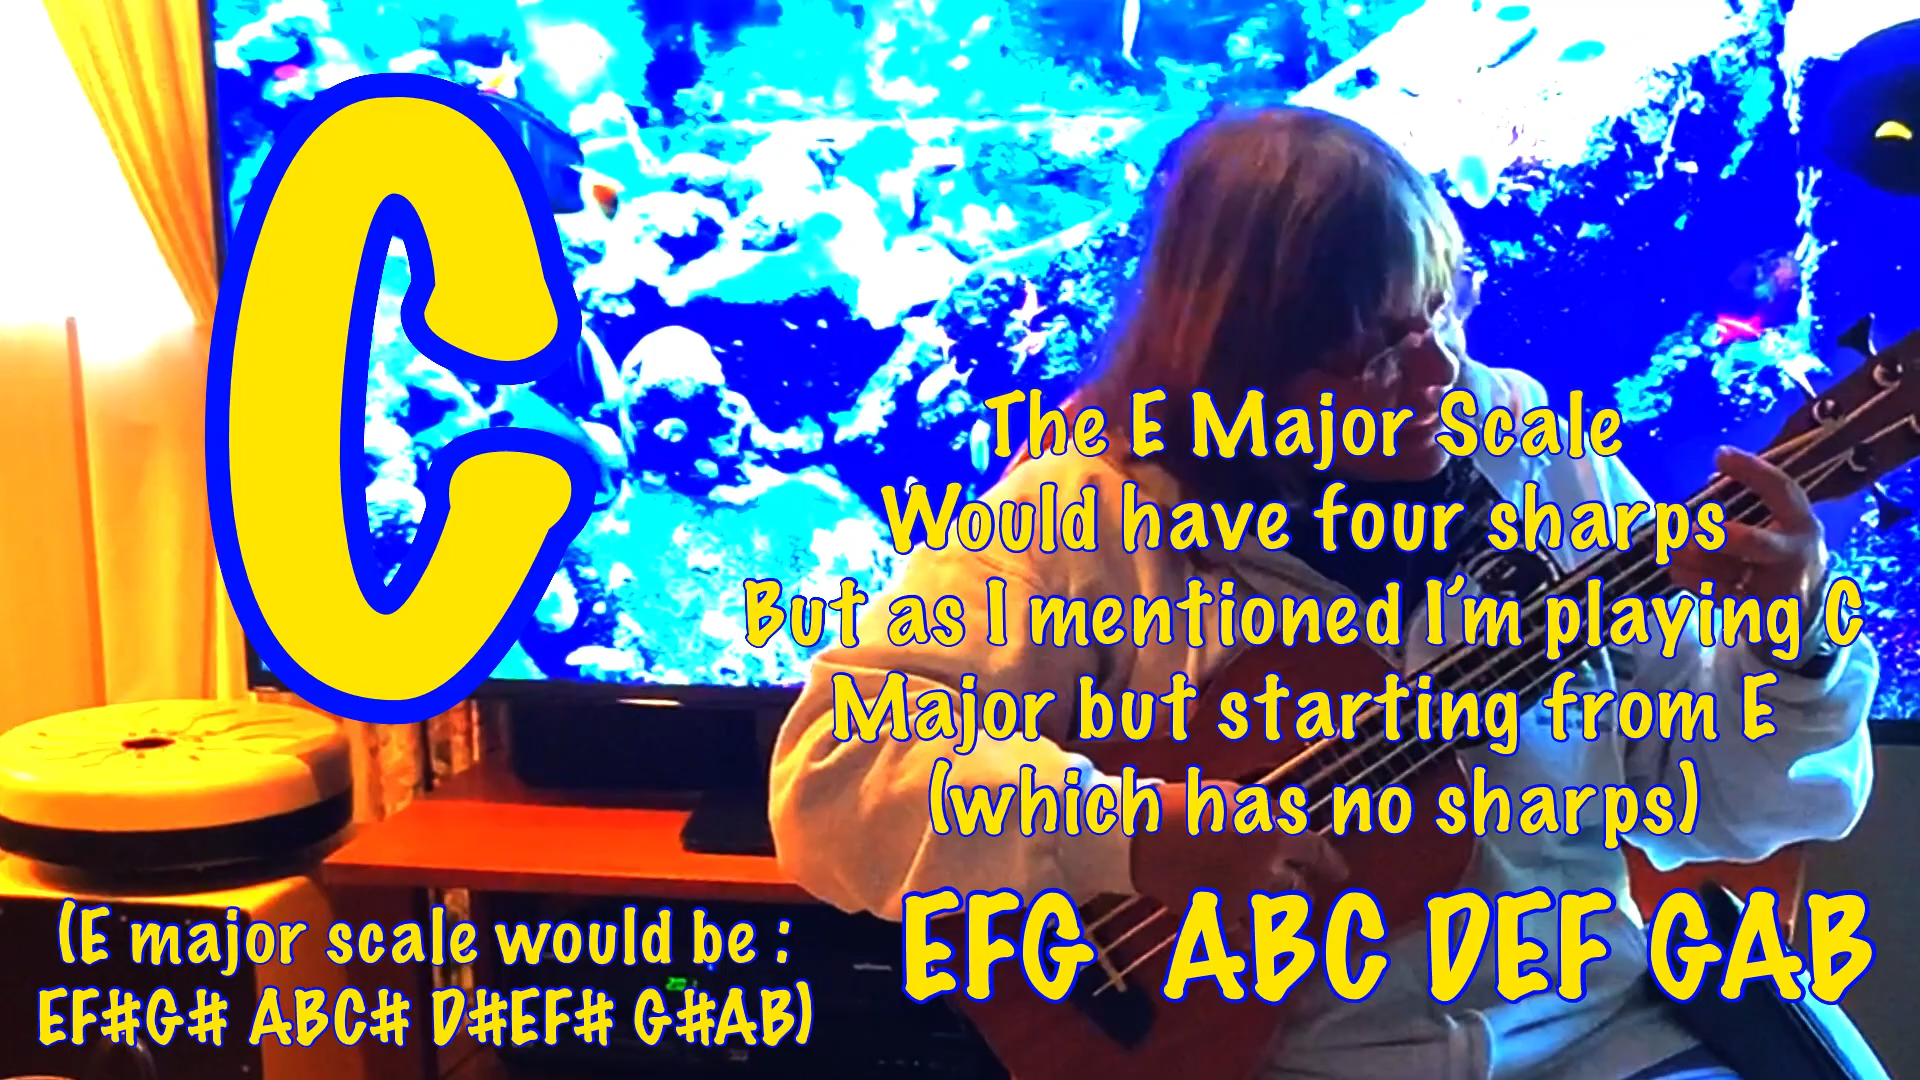 C
The E Major Scale
Would have four sharps
But as I mentioned I'm playing C
Major but starting from E
(which has no sharps)
EFG ABC DEF GAB
(E major scale would be :
EF#G# ABC# D#EF# G#AB)